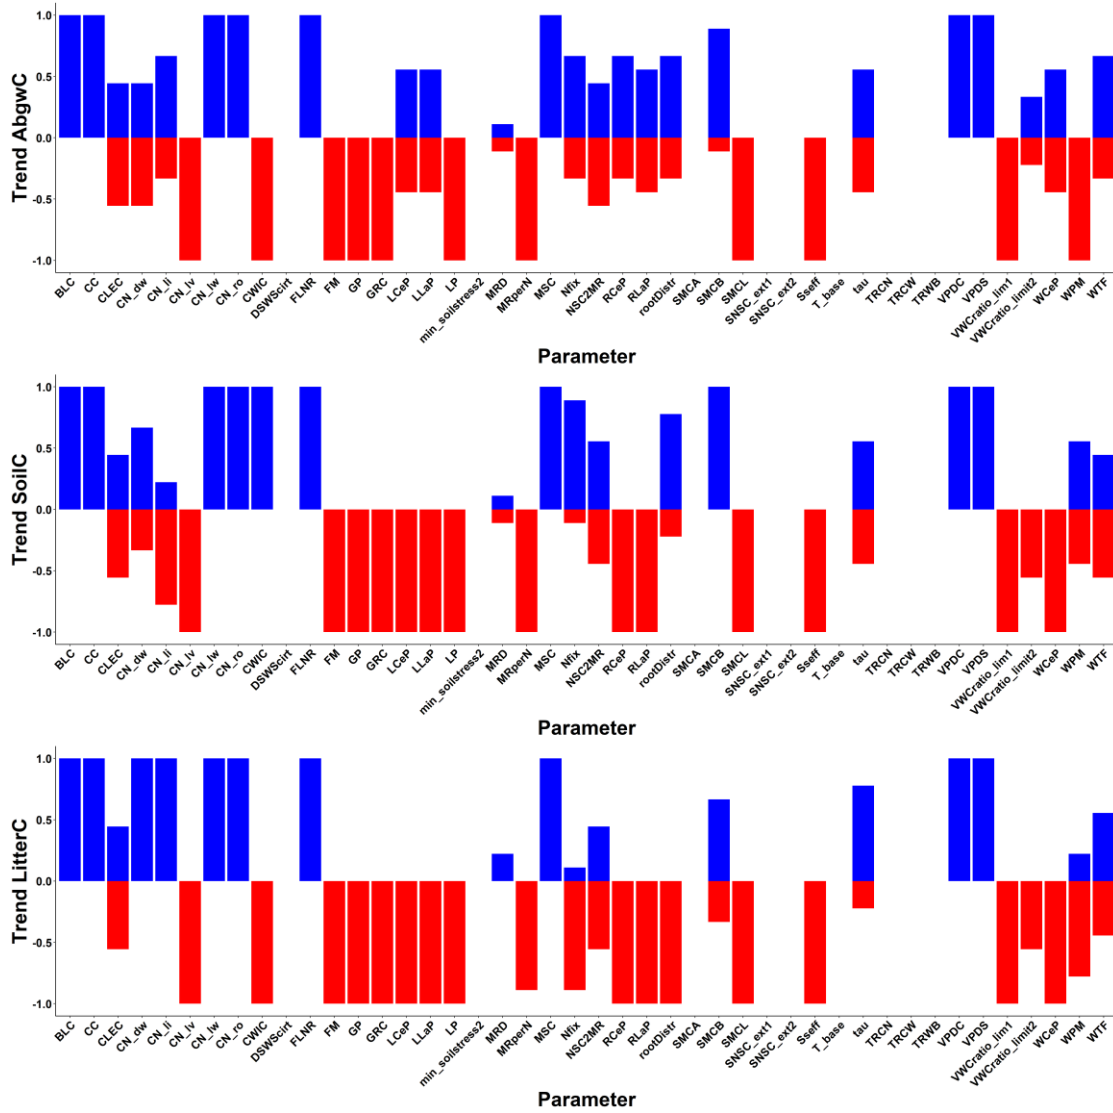 Trend AbgwC
1.0
0.5
0.0
-0.5
-1.0
BLC CC CLEC CN_dw CN_li CN_lv CN_lw CN_ro CWIC DSWScirt FLNR FM GP GRC LCeP LLaP LP min_soilstress2 MRD MRperN MSC Nfix NSC2MR RCeP RLaP rootDistr SMCA SMCB SMCL SNSC_ext1 SNSC_ext2 Sseff T_base tau TRCN TRCW TRWB VPDC VPDS VWCratio_lim1 VWCratio_limit2 WCeP WPM WTF
Parameter
Trend SoilC
1.0
0.5
0.0
-0.5
-1.0
BLC CC CLEC CN_dw CN_li CN_lv CN_lw CN_ro CWIC DSWScirt FLNR FM GP GRC LCeP LLaP LP min_soilstress2 MRD MRperN MSC Nfix NSC2MR RCeP RLaP rootDistr SMCA SMCB SMCL SNSC_ext1 SNSC_ext2 Sseff T_base tau TRCN TRCW TRWB VPDC VPDS VWCratio_lim1 VWCratio_limit2 WCeP WPM WTF
Parameter
Trend LitterC
1.0
0.5
0.0
-0.5
-1.0
BLC CC CLEC CN_dw CN_li CN_lv CN_lw CN_ro CWIC DSWScirt FLNR FM GP GRC LCeP LLaP LP min_soilstress2 MRD MRperN MSC Nfix NSC2MR RCeP RLaP rootDistr SMCA SMCB SMCL SNSC_ext1 SNSC_ext2 Sseff T_base tau TRCN TRCW TRWB VPDC VPDS VWCratio_lim1 VWCratio_limit2 WCeP WPM WTF
Parameter